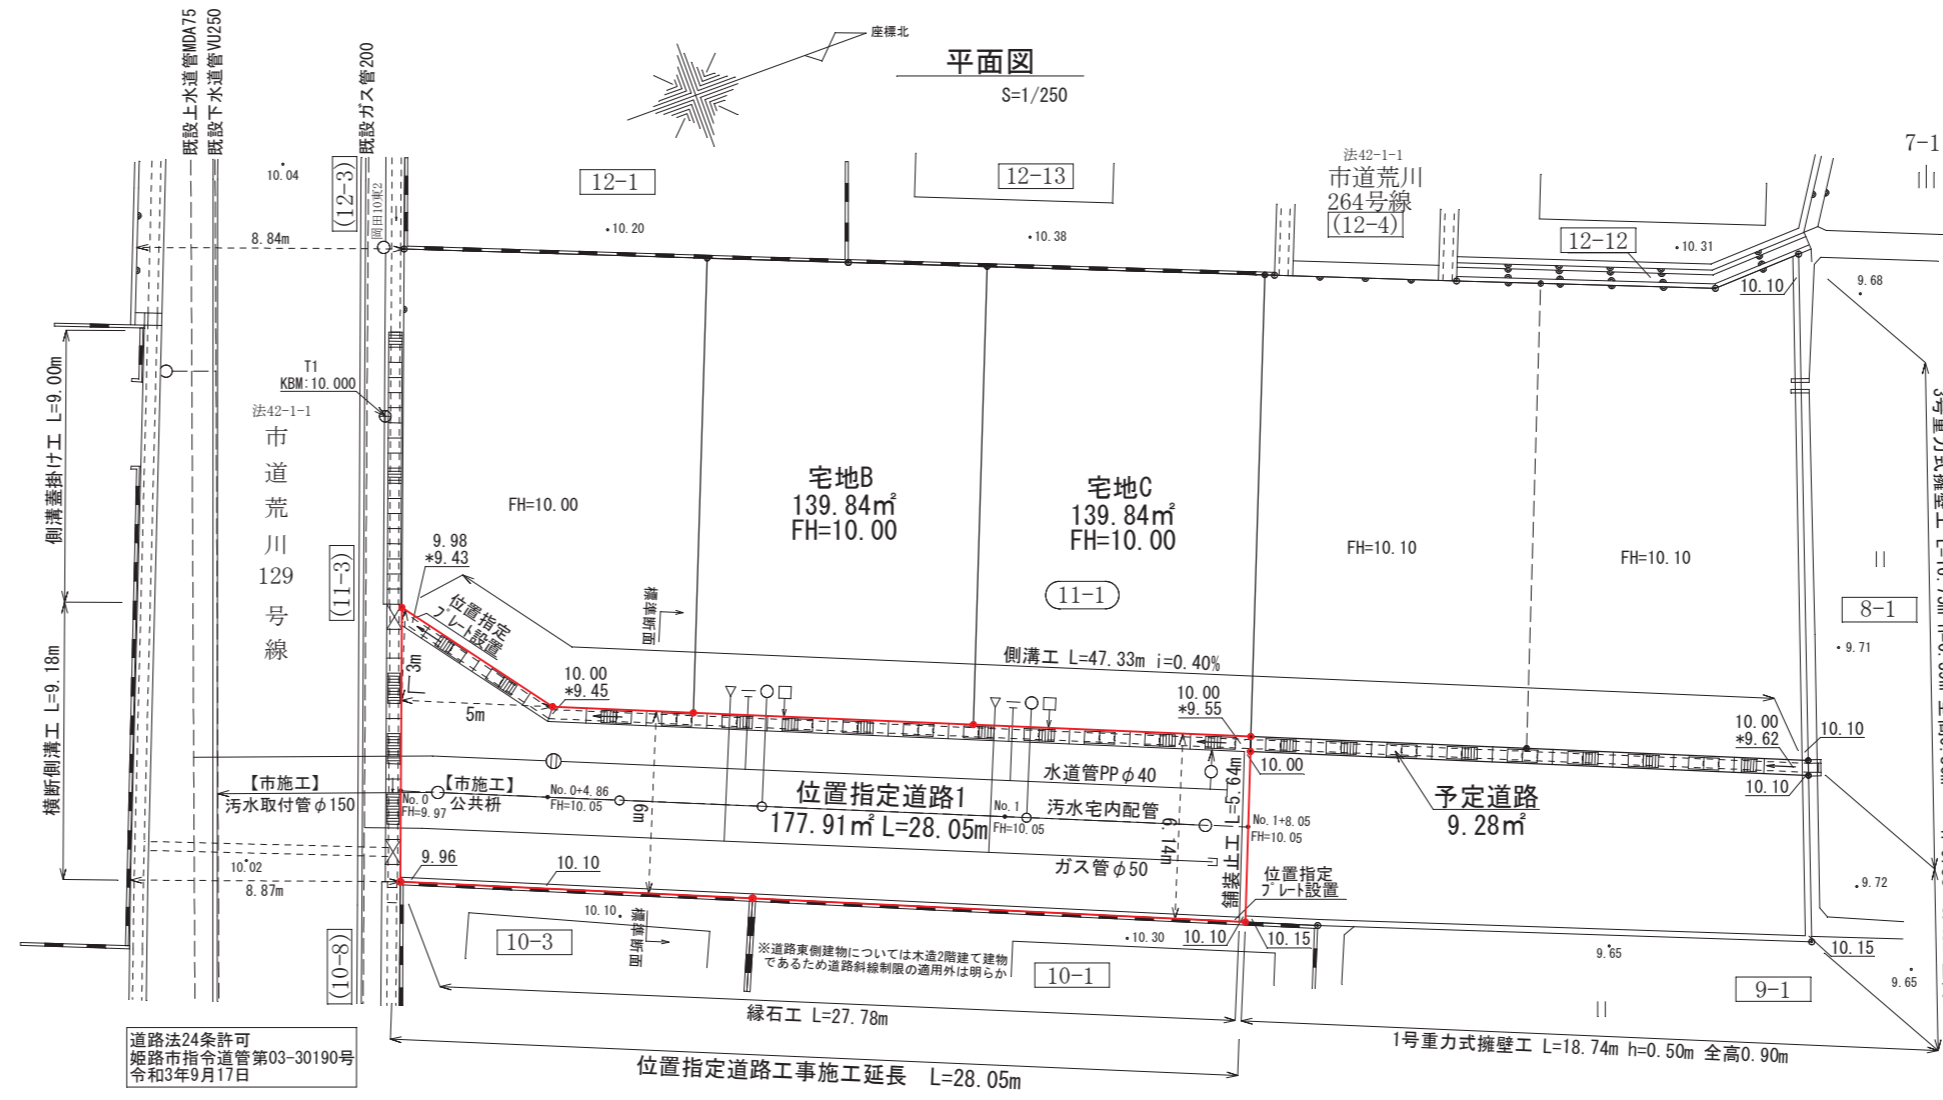 平面図
S=1/250
座標北
既設上水道管MDA75
既設下水道管VU250
既設ガス管200
10.04
(12-3)
岡田10東2
8.84m
12-1
10.20
12-13
10.38
法42-1-1
市道荒川
264号線
(12-4)
12-12
10.31
7-1
10.10
9.68
側溝蓋掛け工 L=9.00m
T1
KBM:10.000
法42-1-1
市道荒川129号線
(11-3)
FH=10.00
宅地B
139.84㎡
FH=10.00
宅地C
139.84㎡
FH=10.00
11-1
FH=10.10
FH=10.10
8-1
9.71
9.98
*9.43
位置指定
プレート設置
標準断面
側溝工 L=47.33m i=0.40%
3m
5m
10.00
*9.45
10.00
*9.55
10.00
*9.62
10.10
10.00
10.10
横断側溝工 L=9.18m
【市施工】
汚水取付管φ150
【市施工】
公共枡
No.0
FH=9.97
No.0+4.86
FH=10.05
6m
位置指定道路1
177.91㎡ L=28.05m
水道管PPφ40
No.1
FH=10.05
汚水宅内配管
ガス管φ50
6.14m
舗装止工 L=5.64m
No.1+8.05
FH=10.05
予定道路
9.28㎡
位置指定
プレート設置
10.02
8.87m
9.96
10.10
10.10
標準断面
10-3
※道路東側建物については木造2階建て建物
であるため道路斜線制限の適用外は明らか
10.30
10.10
10.15
10-1
9.65
9-1
9.72
10.15
9.65
(10-8)
縁石工 L=27.78m
位置指定道路工事施工延長 L=28.05m
1号重力式擁壁工 L=18.74m h=0.50m 全高0.90m
道路法24条許可
姫路市指令道管第03-30190号
令和3年9月17日